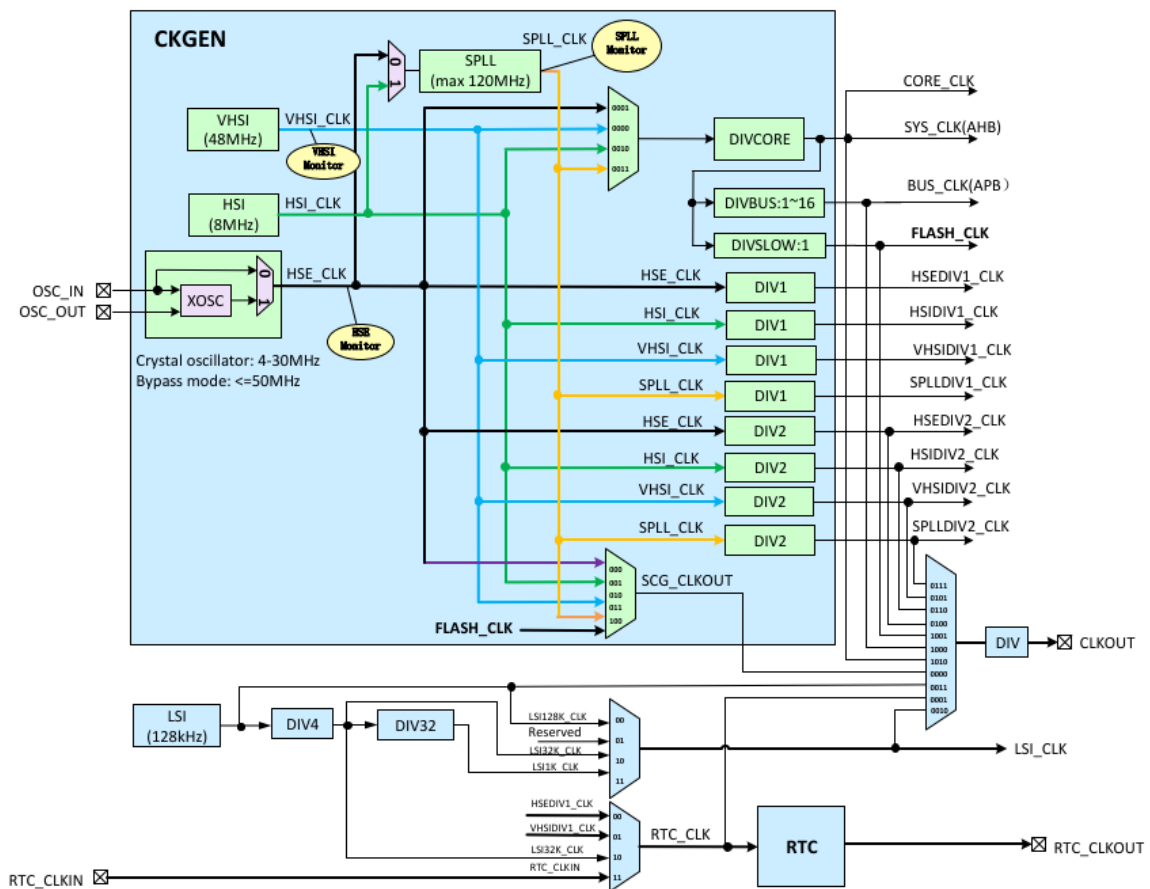 CKGEN
SPLL_CLK
SPLL
Monitor
0
1
SPLL
(max 120MHz)
CORE_CLK
VHSI
(48MHz)
VHSI_CLK
VHSI
Monitor
0001
0000
0010
0011
DIVCORE
SYS_CLK(AHB)
HSI
(8MHz)
HSI_CLK
DIVBUS:1~16
BUS_CLK(APB)
DIVSLOW:1
FLASH_CLK
OSC_IN
OSC_OUT
XOSC
0
1
HSE_CLK
HSE
Monitor
HSE_CLK
DIV1
HSEDIV1_CLK
HSI_CLK
DIV1
HSIDIV1_CLK
Crystal oscillator: 4-30MHz
Bypass mode: <=50MHz
VHSI_CLK
DIV1
VHSIDIV1_CLK
SPLL_CLK
DIV1
SPLLDIV1_CLK
HSE_CLK
DIV2
HSEDIV2_CLK
HSI_CLK
DIV2
HSIDIV2_CLK
VHSI_CLK
DIV2
VHSIDIV2_CLK
SPLL_CLK
DIV2
SPLLDIV2_CLK
000
001
010
011
100
SCG_CLKOUT
FLASH_CLK
0111
0101
0110
0100
1001
1000
1010
0000
0011
0001
0010
DIV
CLKOUT
LSI
(128kHz)
DIV4
DIV32
LSI128K_CLK
Reserved
LSI32K_CLK
LSI1K_CLK
00
01
10
11
LSI_CLK
HSEDIV1_CLK
VHSIDIV1_CLK
LSI32K_CLK
RTC_CLKIN
00
01
10
11
RTC_CLK
RTC
RTC_CLKOUT
RTC_CLKIN